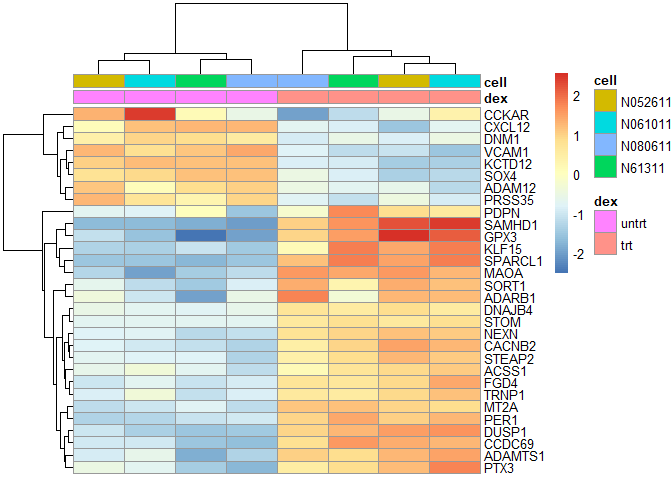 cell
dex
CCKAR
CXCL12
DNM1
VCAM1
KCTD12
SOX4
ADAM12
PRSS35
PDPN
SAMHD1
GPX3
KLF15
SPARCL1
MAOA
SORT1
ADARB1
DNAJB4
STOM
NEXN
CACNB2
STEAP2
ACSS1
FGD4
TRNP1
MT2A
PER1
DUSP1
CCDC69
ADAMTS1
PTX3
2
1
0
-1
-2
cell
N052611
N061011
N080611
N61311
dex
untrt
trt